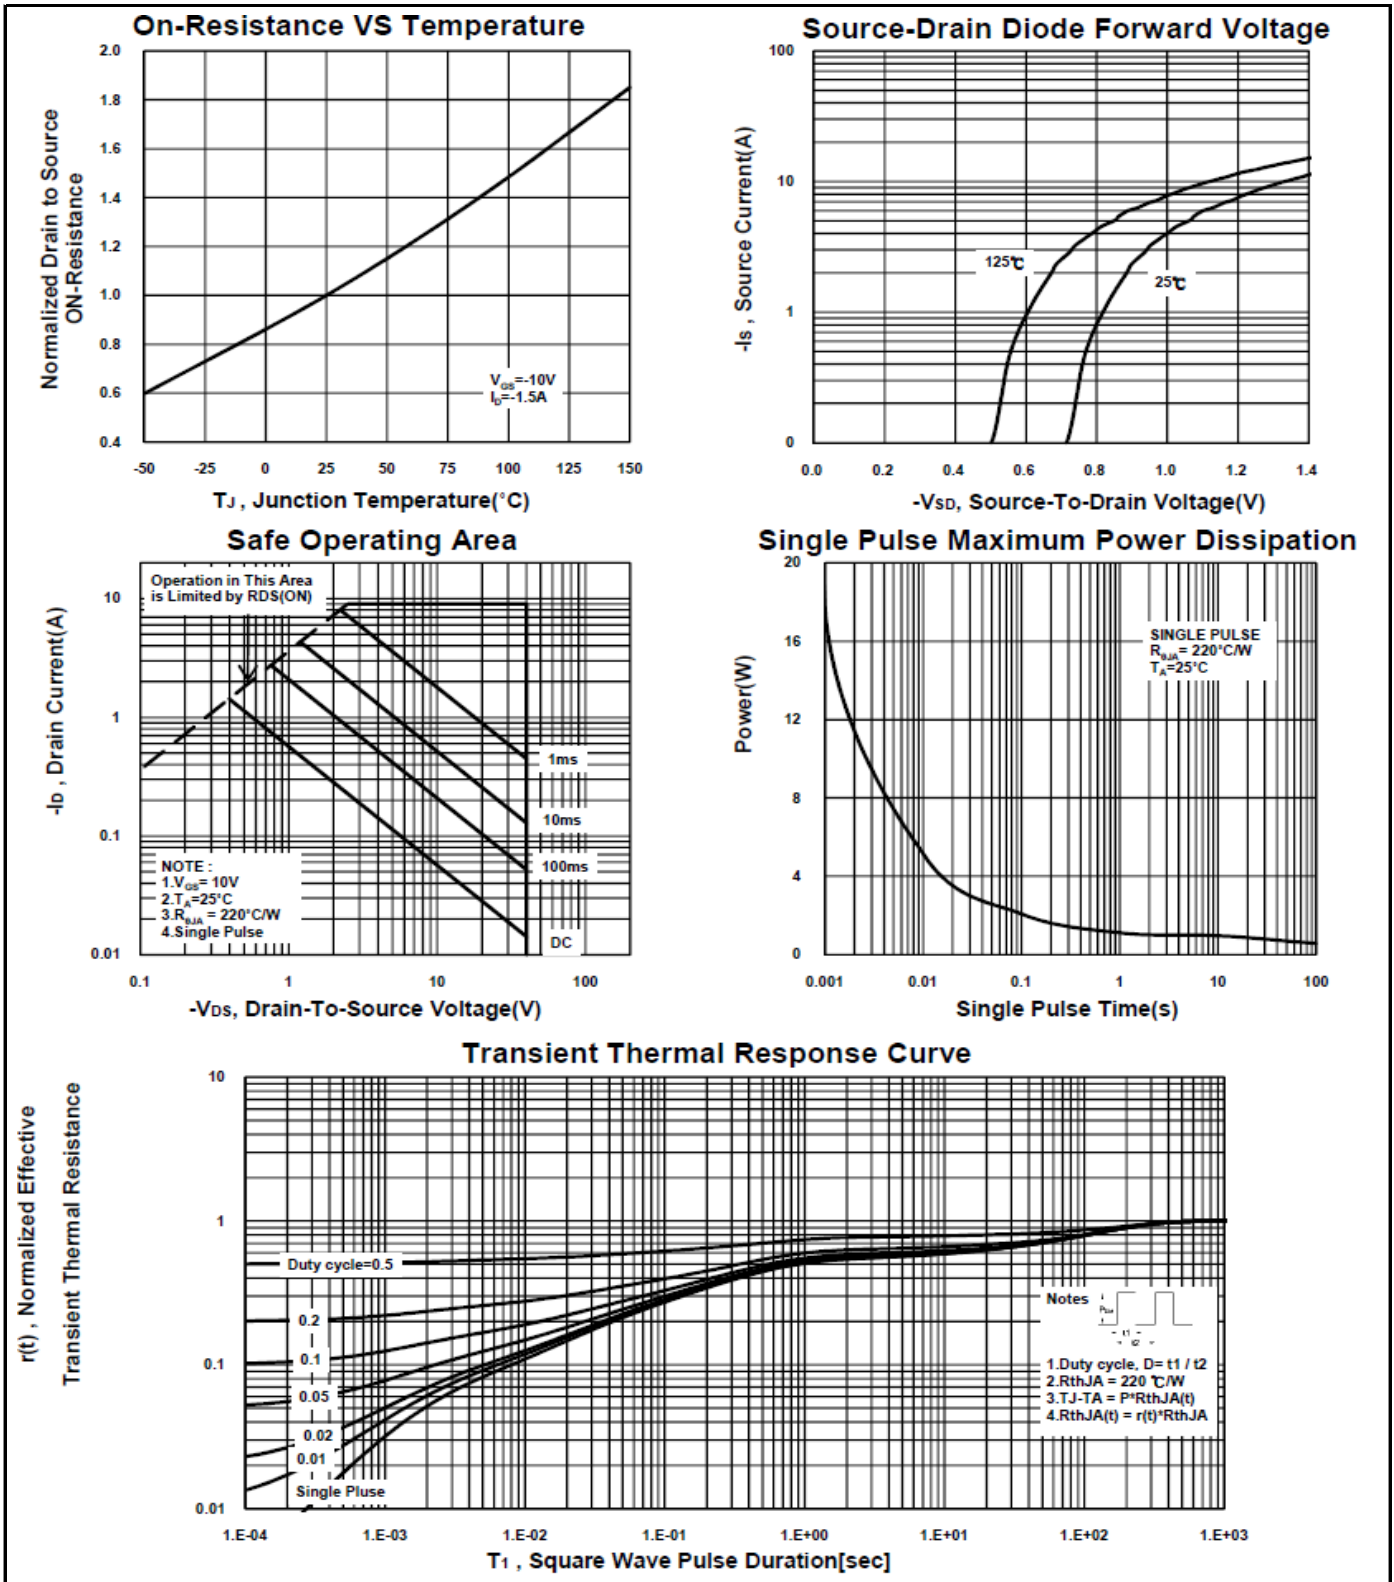 On-Resistance VS Temperature
Normalized Drain to Source
ON-Resistance
2.0
1.8
1.6
1.4
1.2
1.0
0.8
0.6
0.4
VGS=-10V
ID=-1.5A
-50 -25 0 25 50 75 100 125 150
TJ , Junction Temperature(°C)
Source-Drain Diode Forward Voltage
-IS , Source Current(A)
100
10
1
0
125℃
25℃
0.0 0.2 0.4 0.6 0.8 1.0 1.2 1.4
-VSD, Source-To-Drain Voltage(V)
Safe Operating Area
-ID , Drain Current(A)
10
1
0.1
0.01
Operation in This Area
is Limited by RDS(ON)
1ms
10ms
100ms
DC
NOTE :
1.VGS= 10V
2.TA=25°C
3.RθJA = 220°C/W
4.Single Pulse
0.1 1 10 100
-VDS, Drain-To-Source Voltage(V)
Single Pulse Maximum Power Dissipation
Power(W)
20
16
12
8
4
0
SINGLE PULSE
RθJA= 220°C/W
TA=25°C
0.001 0.01 0.1 1 10 100
Single Pulse Time(s)
Transient Thermal Response Curve
r(t) , Normalized Effective
Transient Thermal Resistance
10
1
0.1
0.01
Duty cycle=0.5
0.2
0.1
0.05
0.02
0.01
Single Pluse
Notes
t1
t2
1.Duty cycle, D= t1 / t2
2.RthJA = 220 ℃/W
3.TJ-TA = P*RthJA(t)
4.RthJA(t) = r(t)*RthJA
1.E-04 1.E-03 1.E-02 1.E-01 1.E+00 1.E+01 1.E+02 1.E+03
T1 , Square Wave Pulse Duration[sec]